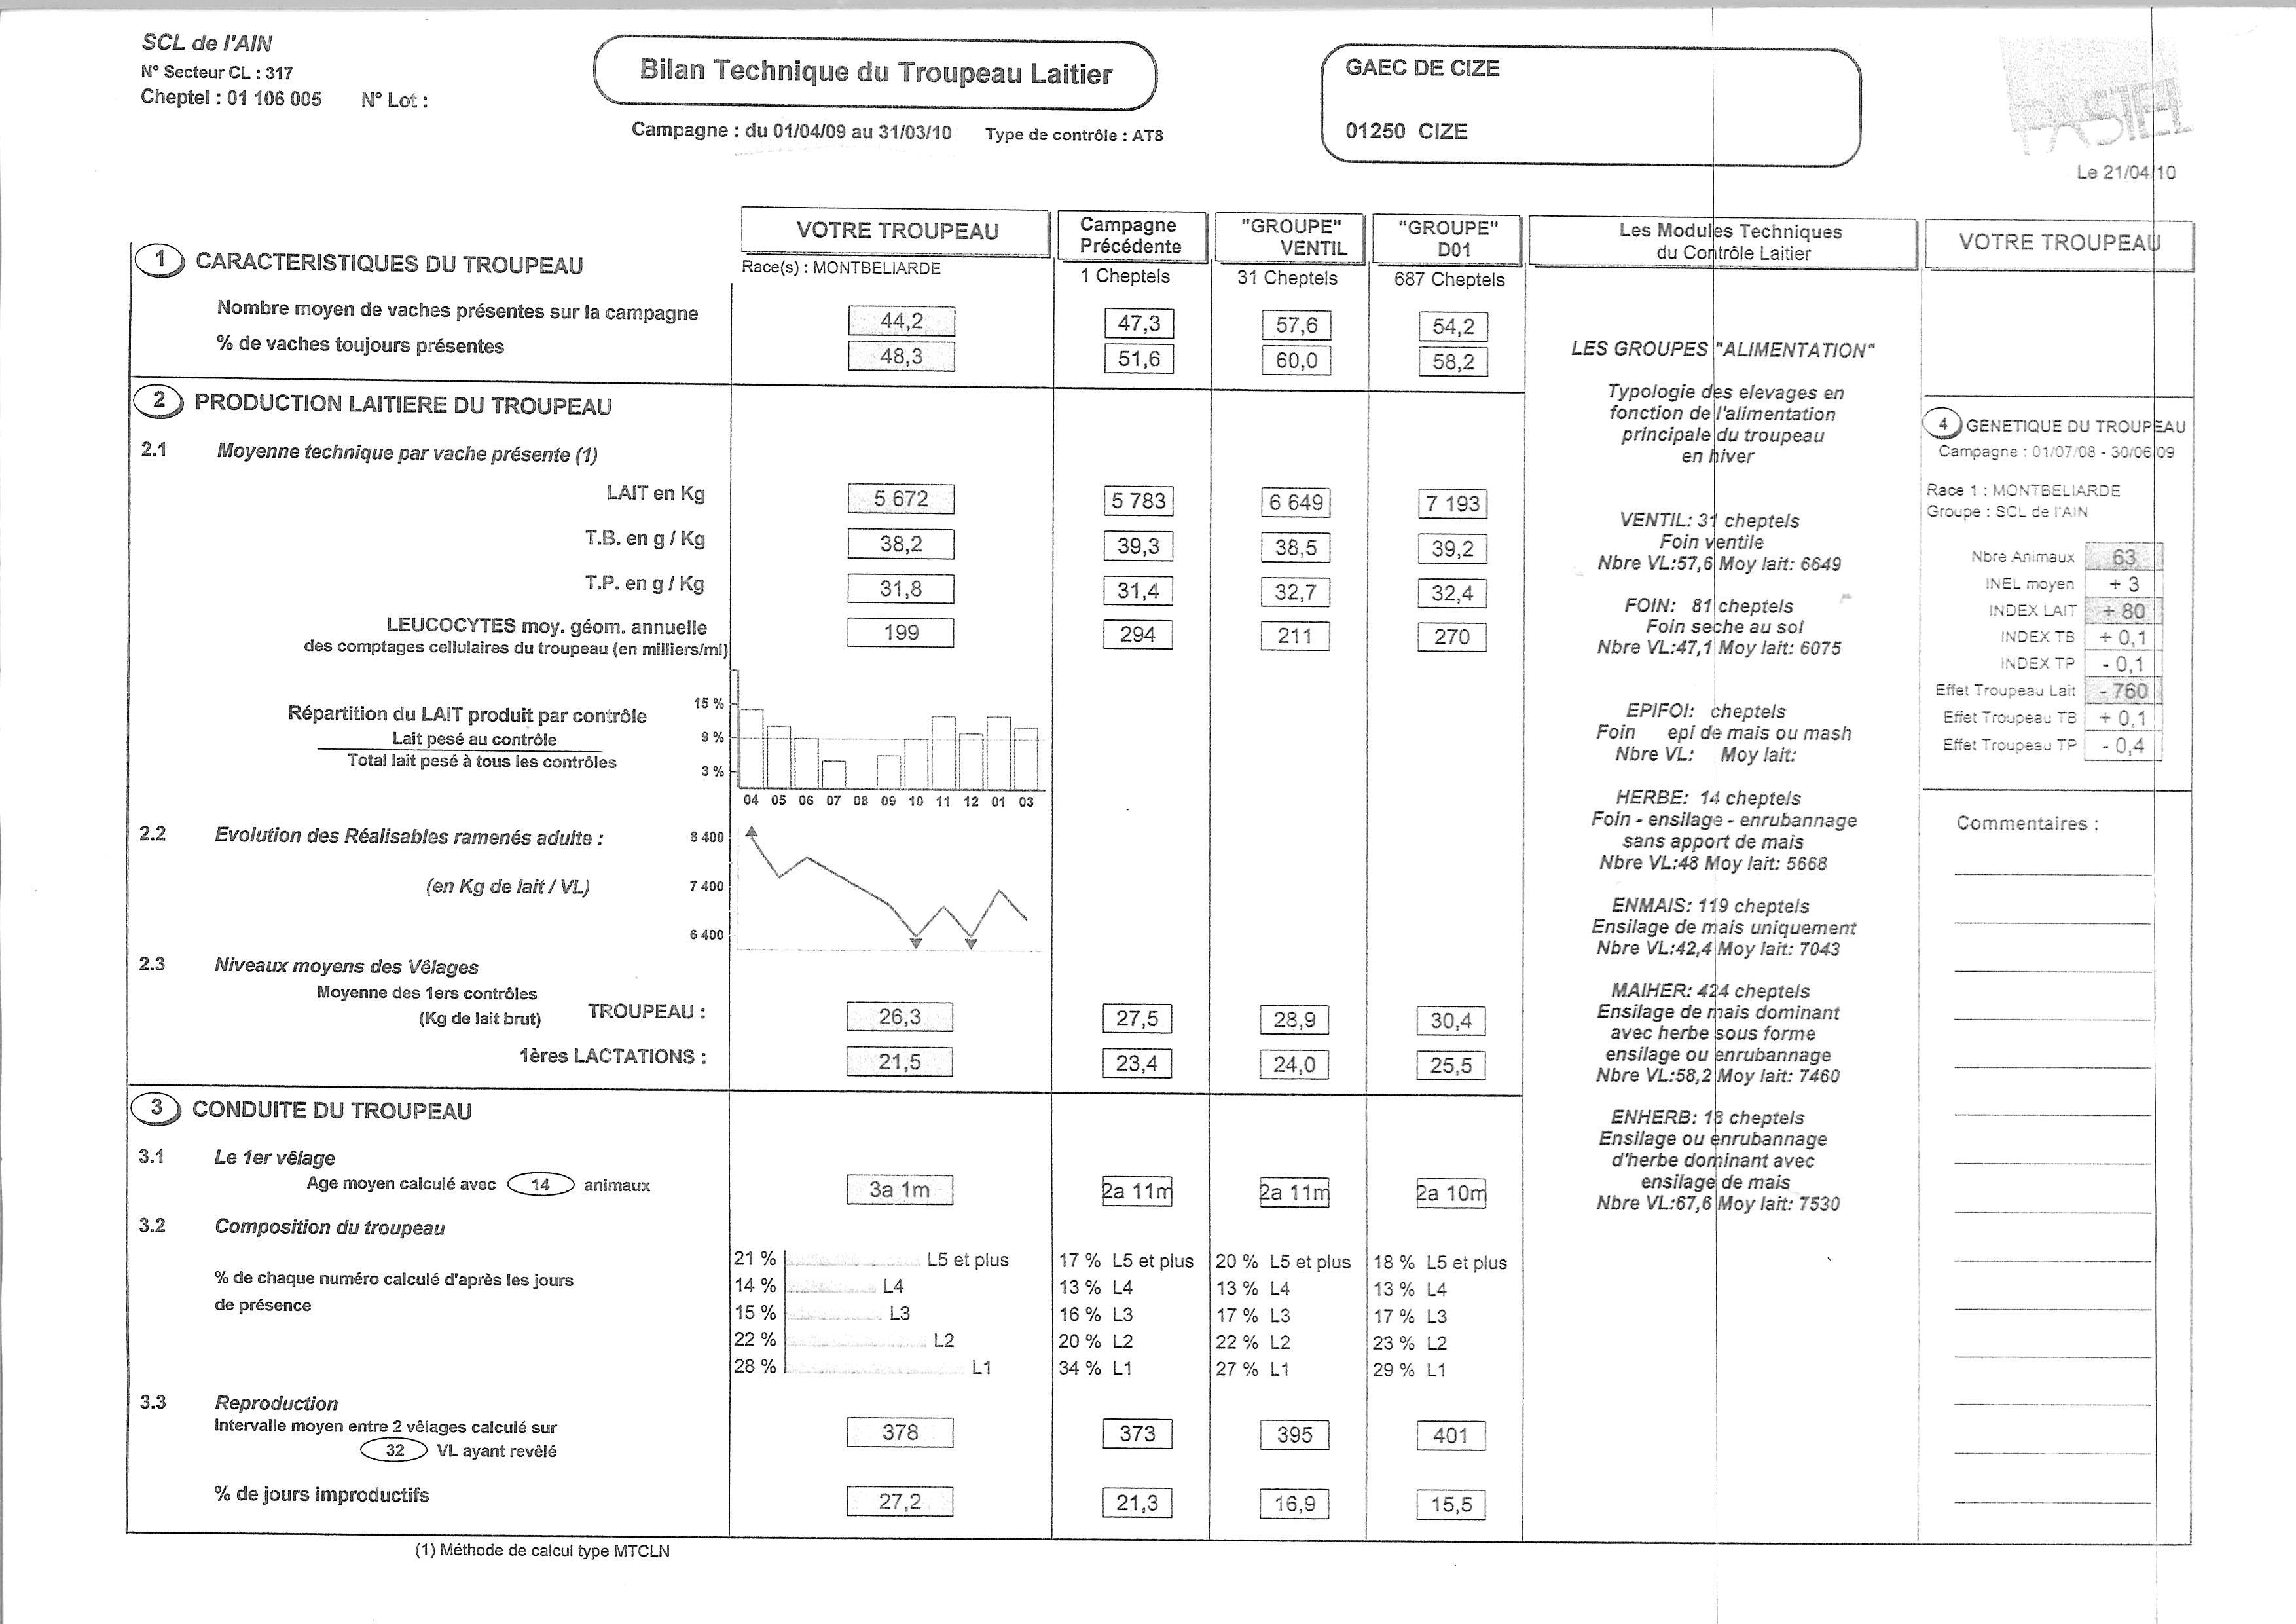 SCL de l'AIN
N° Secteur CL : 317
Cheptel : 01 106 005 N° Lot :
Bilan Technique du Troupeau Laitier
Campagne : du 01/04/09 au 31/03/10 Type de contrôle : AT8
GAEC DE CIZE
01250 CIZE
PASTEL
Le 21/04/10
VOTRE TROUPEAU
Race(s) : MONTBELIARDE
Campagne
Précédente
1 Cheptels
"GROUPE"
VENTIL
31 Cheptels
"GROUPE"
D01
687 Cheptels
Les Modules Techniques
du Contrôle Laitier
VOTRE TROUPEAU
1 CARACTERISTIQUES DU TROUPEAU
Nombre moyen de vaches présentes sur la campagne 44,2 47,3 57,6 54,2
% de vaches toujours présentes 48,3 51,6 60,0 58,2
2 PRODUCTION LAITIERE DU TROUPEAU
2.1 Moyenne technique par vache présente (1)
LAIT en Kg 5 672 5 783 6 649 7 193
T.B. en g / Kg 38,2 39,3 38,5 39,2
T.P. en g / Kg 31,8 31,4 32,7 32,4
LEUCOCYTES moy. géom. annuelle
des comptages cellulaires du troupeau (en milliers/ml) 199 294 211 270
Répartition du LAIT produit par contrôle
Lait pesé au contrôle
Total lait pesé à tous les contrôles
15 %
9 %
3 %
04 05 06 07 08 09 10 11 12 01 03
2.2 Evolution des Réalisables ramenés adulte :
(en Kg de lait / VL)
8 400
7 400
6 400
2.3 Niveaux moyens des Vêlages
Moyenne des 1ers contrôles
(Kg de lait brut) TROUPEAU : 26,3 27,5 28,9 30,4
1ères LACTATIONS : 21,5 23,4 24,0 25,5
3 CONDUITE DU TROUPEAU
3.1 Le 1er vêlage
Age moyen calculé avec 14 animaux 3a 1m 2a 11m 2a 11m 2a 10m
3.2 Composition du troupeau
% de chaque numéro calculé d'après les jours
de présence
21 % L5 et plus 17 % L5 et plus 20 % L5 et plus 18 % L5 et plus
14 % L4 13 % L4 13 % L4 13 % L4
15 % L3 16 % L3 17 % L3 17 % L3
22 % L2 20 % L2 22 % L2 23 % L2
28 % L1 34 % L1 27 % L1 29 % L1
3.3 Reproduction
Intervalle moyen entre 2 vêlages calculé sur
32 VL ayant revêlé 378 373 395 401
% de jours improductifs 27,2 21,3 16,9 15,5
(1) Méthode de calcul type MTCLN
LES GROUPES "ALIMENTATION"
Typologie des elevages en
fonction de l'alimentation
principale du troupeau
en hiver
VENTIL: 31 cheptels
Foin ventile
Nbre VL:57,6 Moy lait: 6649
FOIN: 81 cheptels
Foin seche au sol
Nbre VL:47,1 Moy lait: 6075
EPIFOI: cheptels
Foin epi de mais ou mash
Nbre VL: Moy lait:
HERBE: 14 cheptels
Foin - ensilage - enrubannage
sans apport de mais
Nbre VL:48 Moy lait: 5668
ENMAIS: 119 cheptels
Ensilage de mais uniquement
Nbre VL:42,4 Moy lait: 7043
MAIHER: 424 cheptels
Ensilage de mais dominant
avec herbe sous forme
ensilage ou enrubannage
Nbre VL:58,2 Moy lait: 7460
ENHERB: 18 cheptels
Ensilage ou enrubannage
d'herbe dominant avec
ensilage de mais
Nbre VL:67,6 Moy lait: 7530
4 GENETIQUE DU TROUPEAU
Campagne : 01/07/08 - 30/06/09
Race 1 : MONTBELIARDE
Groupe : SCL de l'AIN
Nbre Animaux 63
INEL moyen + 3
INDEX LAIT + 80
INDEX TB + 0,1
INDEX TP - 0,1
Effet Troupeau Lait - 760
Effet Troupeau TB + 0,1
Effet Troupeau TP - 0,4
Commentaires :